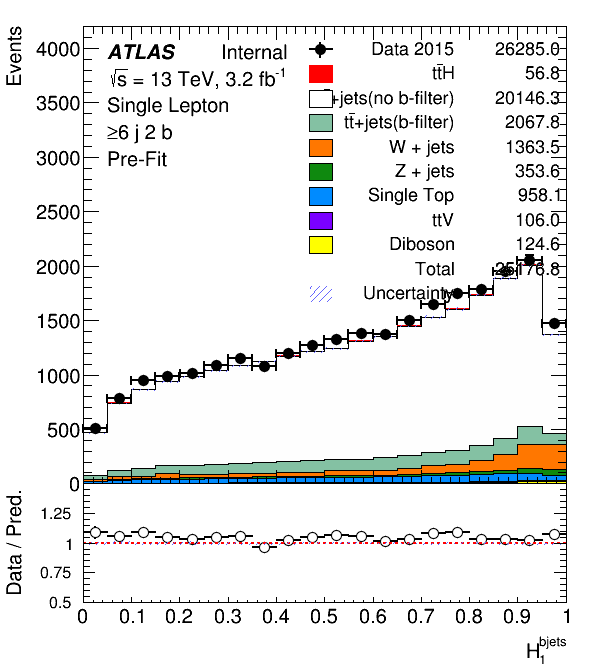 Events
4000
3500
3000
2500
2000
1500
1000
500
0
ATLAS Internal
√s = 13 TeV, 3.2 fb-1
Single Lepton
≥6 j 2 b
Pre-Fit
Data 2015 26285.0
tt̄H 56.8
+jets(no b-filter) 20146.3
tt̄+jets(b-filter) 2067.8
W + jets 1363.5
Z + jets 353.6
Single Top 958.1
ttV 106.0
Diboson 124.6
Total 25176.8
Uncertainty
Data / Pred.
1.25
1
0.75
0.5
0 0.1 0.2 0.3 0.4 0.5 0.6 0.7 0.8 0.9 1
H1bjets